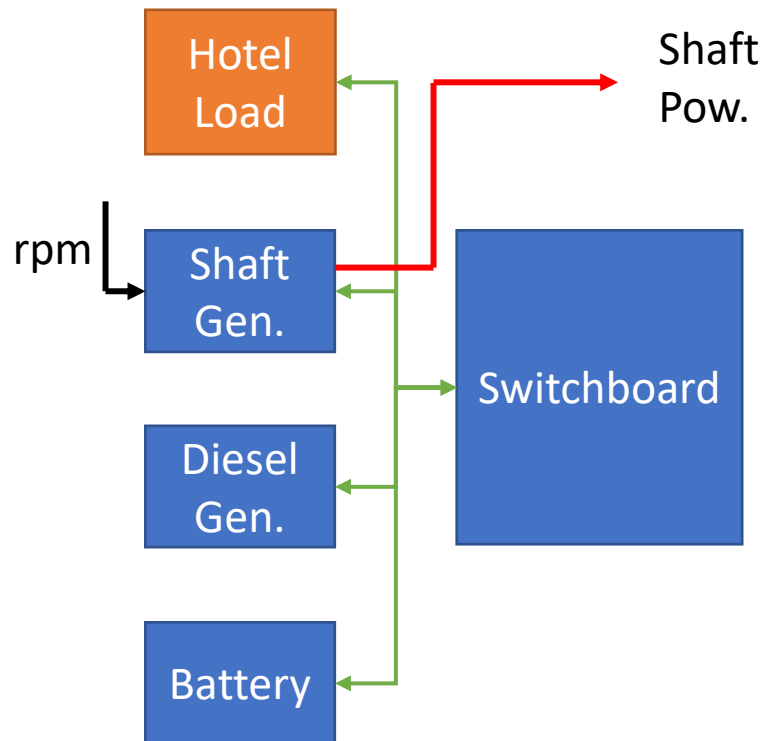 Hotel
Load
Shaft
Pow.
rpm
Shaft
Gen.
Switchboard
Diesel
Gen.
Battery